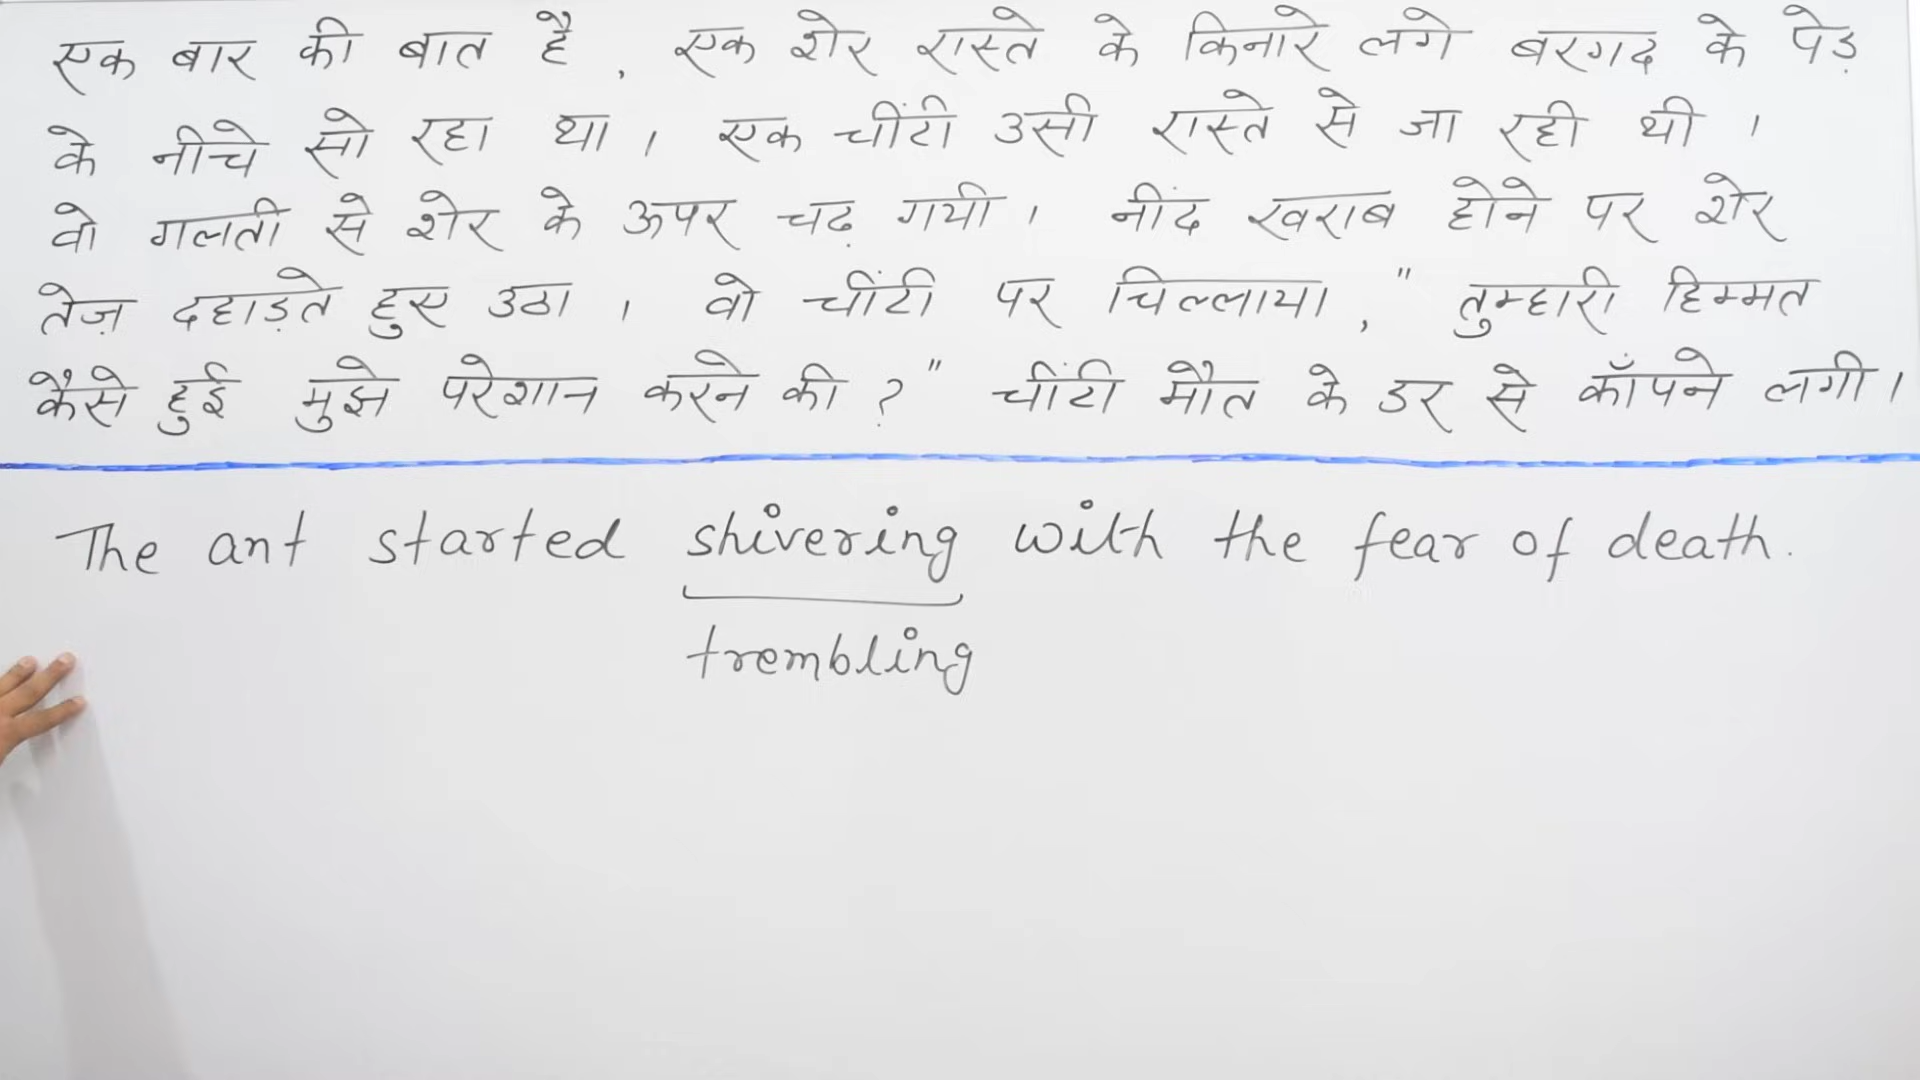 एक बार की बात है, एक शेर रास्ते के किनारे लगे बरगद के पेड़
के नीचे सो रहा था। एक चींटी उसी रास्ते से जा रही थी।
वो गलती से शेर के ऊपर चढ़ गयी। नींद खराब होने पर शेर
तेज़ दहाड़ते हुए उठा। वो चींटी पर चिल्लाया, "तुम्हारी हिम्मत
कैसे हुई मुझे परेशान करने की?" चींटी मौत के डर से काँपने लगी।
The ant started shivering with the fear of death.
trembling